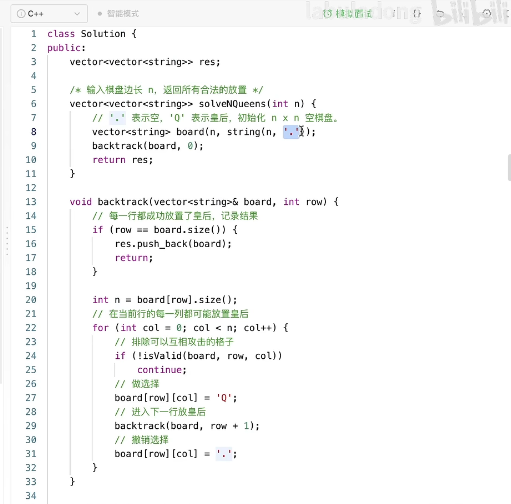 C++ 智能模式
1 class Solution {
2 public:
3 vector<vector<string>> res;
4
5 /* 输入棋盘边长 n，返回所有合法的放置 */
6 vector<vector<string>> solveNQueens(int n) {
7 // '.' 表示空，'Q' 表示皇后，初始化 n x n 空棋盘。
8 vector<string> board(n, string(n, '.'));
9 backtrack(board, 0);
10 return res;
11 }
12
13 void backtrack(vector<string>& board, int row) {
14 // 每一行都成功放置了皇后，记录结果
15 if (row == board.size()) {
16 res.push_back(board);
17 return;
18 }
19
20 int n = board[row].size();
21 // 在当前行的每一列都可能放置皇后
22 for (int col = 0; col < n; col++) {
23 // 排除可以互相攻击的格子
24 if (!isValid(board, row, col))
25 continue;
26 // 做选择
27 board[row][col] = 'Q';
28 // 进入下一行放皇后
29 backtrack(board, row + 1);
30 // 撤销选择
31 board[row][col] = '.';
32 }
33 }
34